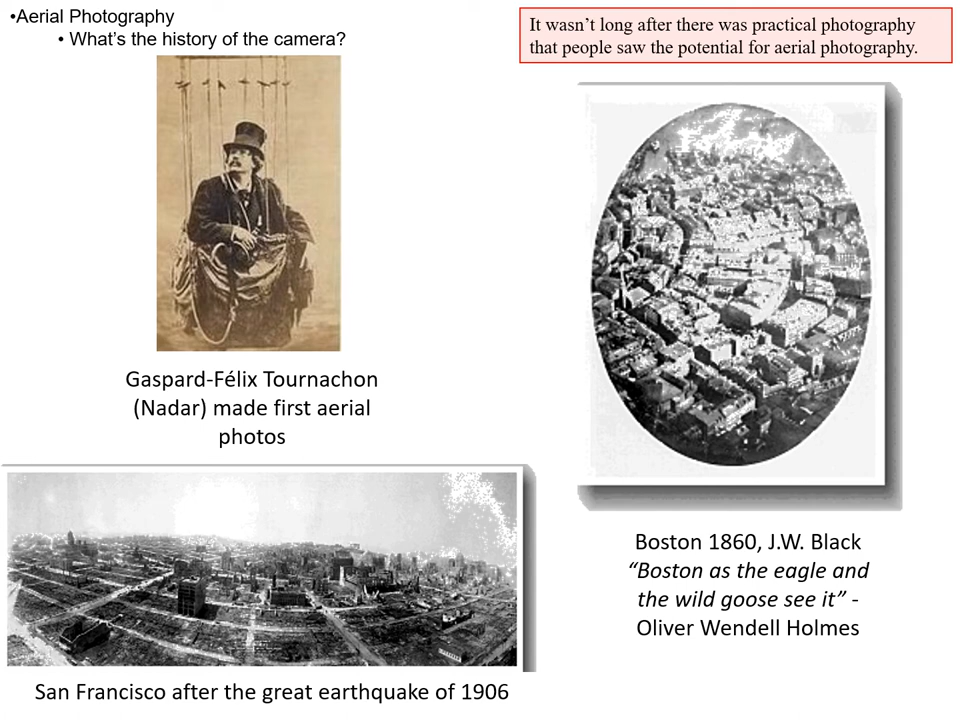 •Aerial Photography
• What's the history of the camera?
It wasn't long after there was practical photography
that people saw the potential for aerial photography.
Gaspard-Félix Tournachon
(Nadar) made first aerial
photos
Boston 1860, J.W. Black
“Boston as the eagle and
the wild goose see it” -
Oliver Wendell Holmes
San Francisco after the great earthquake of 1906